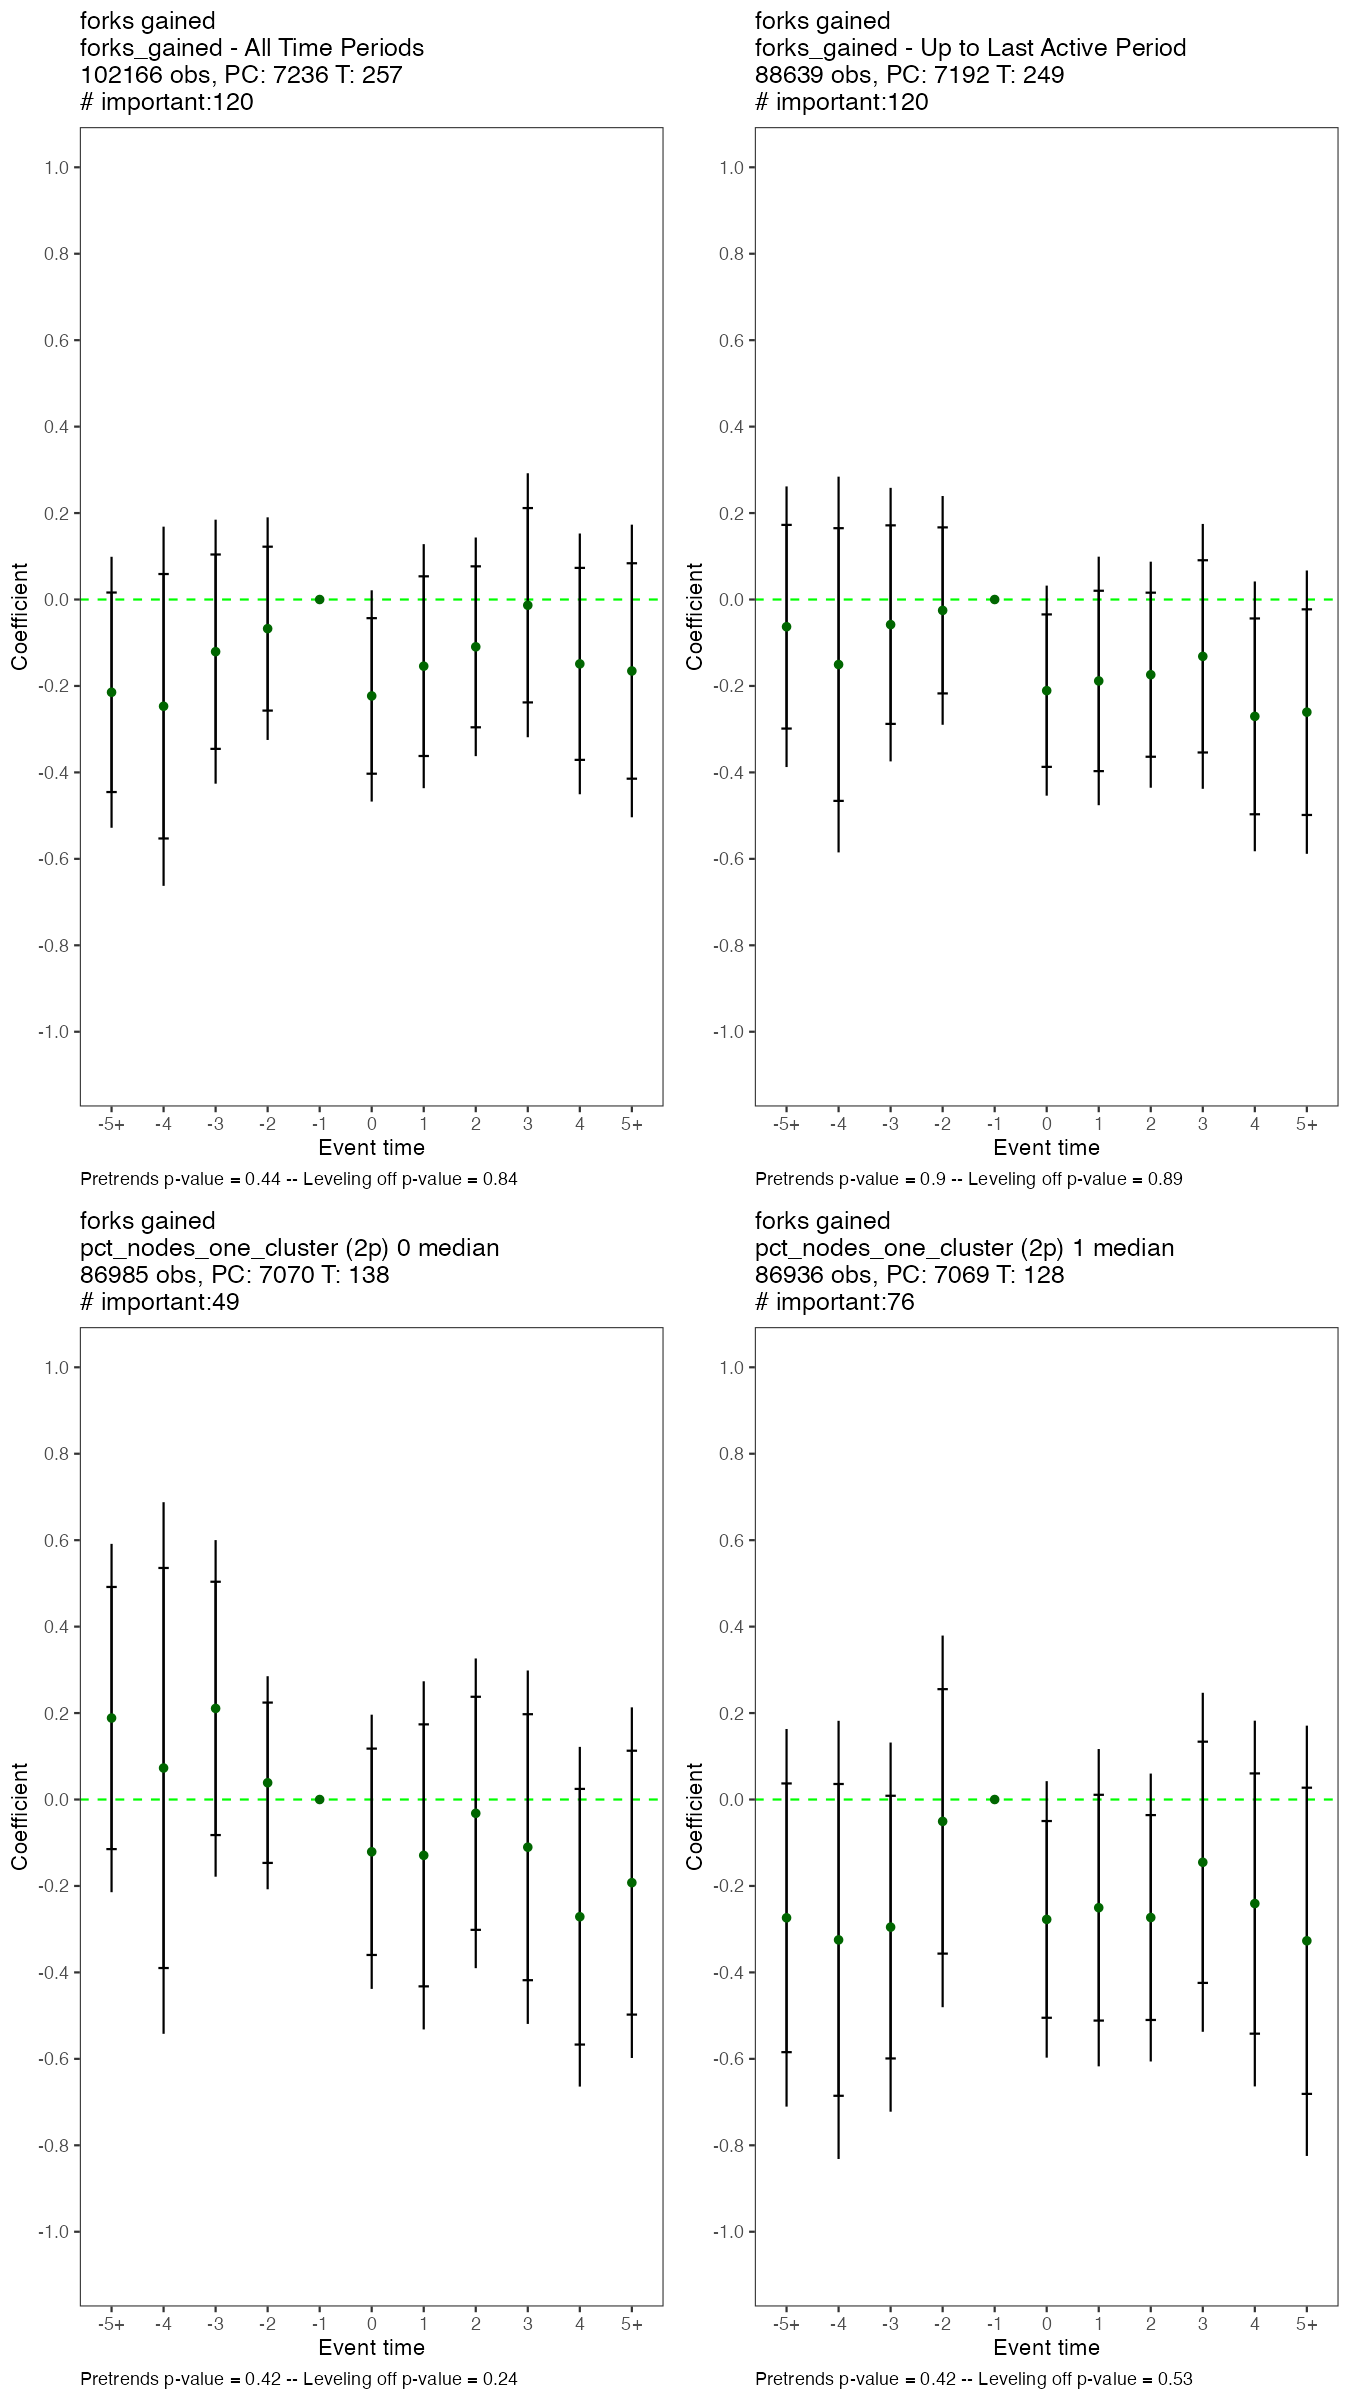 forks gained
forks_gained - All Time Periods
102166 obs, PC: 7236 T: 257
# important:120
1.0
0.8
0.6
0.4
0.2
0.0
-0.2
-0.4
-0.6
-0.8
-1.0
Coefficient
-5+ -4 -3 -2 -1 0 1 2 3 4 5+
Event time
Pretrends p-value = 0.44 -- Leveling off p-value = 0.84
forks gained
forks_gained - Up to Last Active Period
88639 obs, PC: 7192 T: 249
# important:120
1.0
0.8
0.6
0.4
0.2
0.0
-0.2
-0.4
-0.6
-0.8
-1.0
Coefficient
-5+ -4 -3 -2 -1 0 1 2 3 4 5+
Event time
Pretrends p-value = 0.9 -- Leveling off p-value = 0.89
forks gained
pct_nodes_one_cluster (2p) 0 median
86985 obs, PC: 7070 T: 138
# important:49
1.0
0.8
0.6
0.4
0.2
0.0
-0.2
-0.4
-0.6
-0.8
-1.0
Coefficient
-5+ -4 -3 -2 -1 0 1 2 3 4 5+
Event time
Pretrends p-value = 0.42 -- Leveling off p-value = 0.24
forks gained
pct_nodes_one_cluster (2p) 1 median
86936 obs, PC: 7069 T: 128
# important:76
1.0
0.8
0.6
0.4
0.2
0.0
-0.2
-0.4
-0.6
-0.8
-1.0
Coefficient
-5+ -4 -3 -2 -1 0 1 2 3 4 5+
Event time
Pretrends p-value = 0.42 -- Leveling off p-value = 0.53